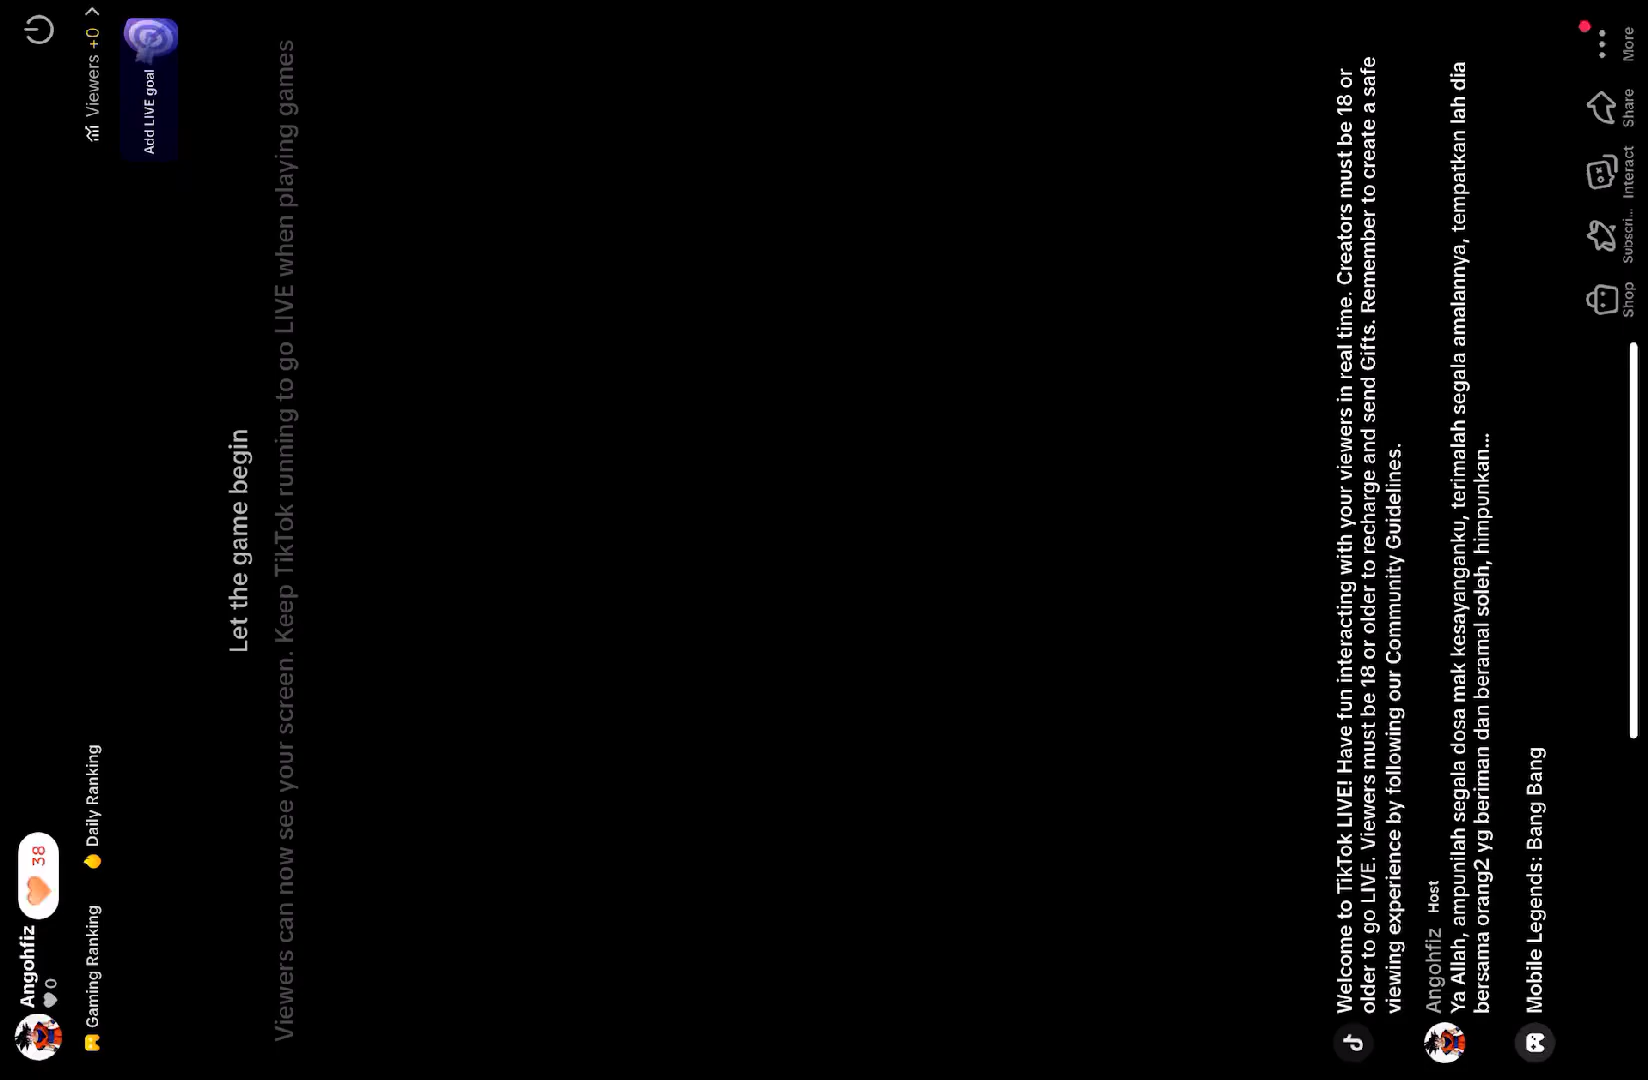 Angohfiz
38
0
Gaming Ranking
Daily Ranking
Viewers +0 >
Add LIVE goal
Let the game begin
Viewers can now see your screen. Keep TikTok running to go LIVE when playing games
Welcome to TikTok LIVE! Have fun interacting with your viewers in real time. Creators must be 18 or
older to go LIVE. Viewers must be 18 or older to recharge and send Gifts. Remember to create a safe
viewing experience by following our Community Guidelines.
Angohfiz Host
Ya Allah, ampunilah segala dosa mak kesayanganku, terimalah segala amalannya, tempatkan lah dia
bersama orang2 yg beriman dan beramal soleh, himpunkan...
Mobile Legends: Bang Bang
Shop
Subscri...
Interact
Share
More